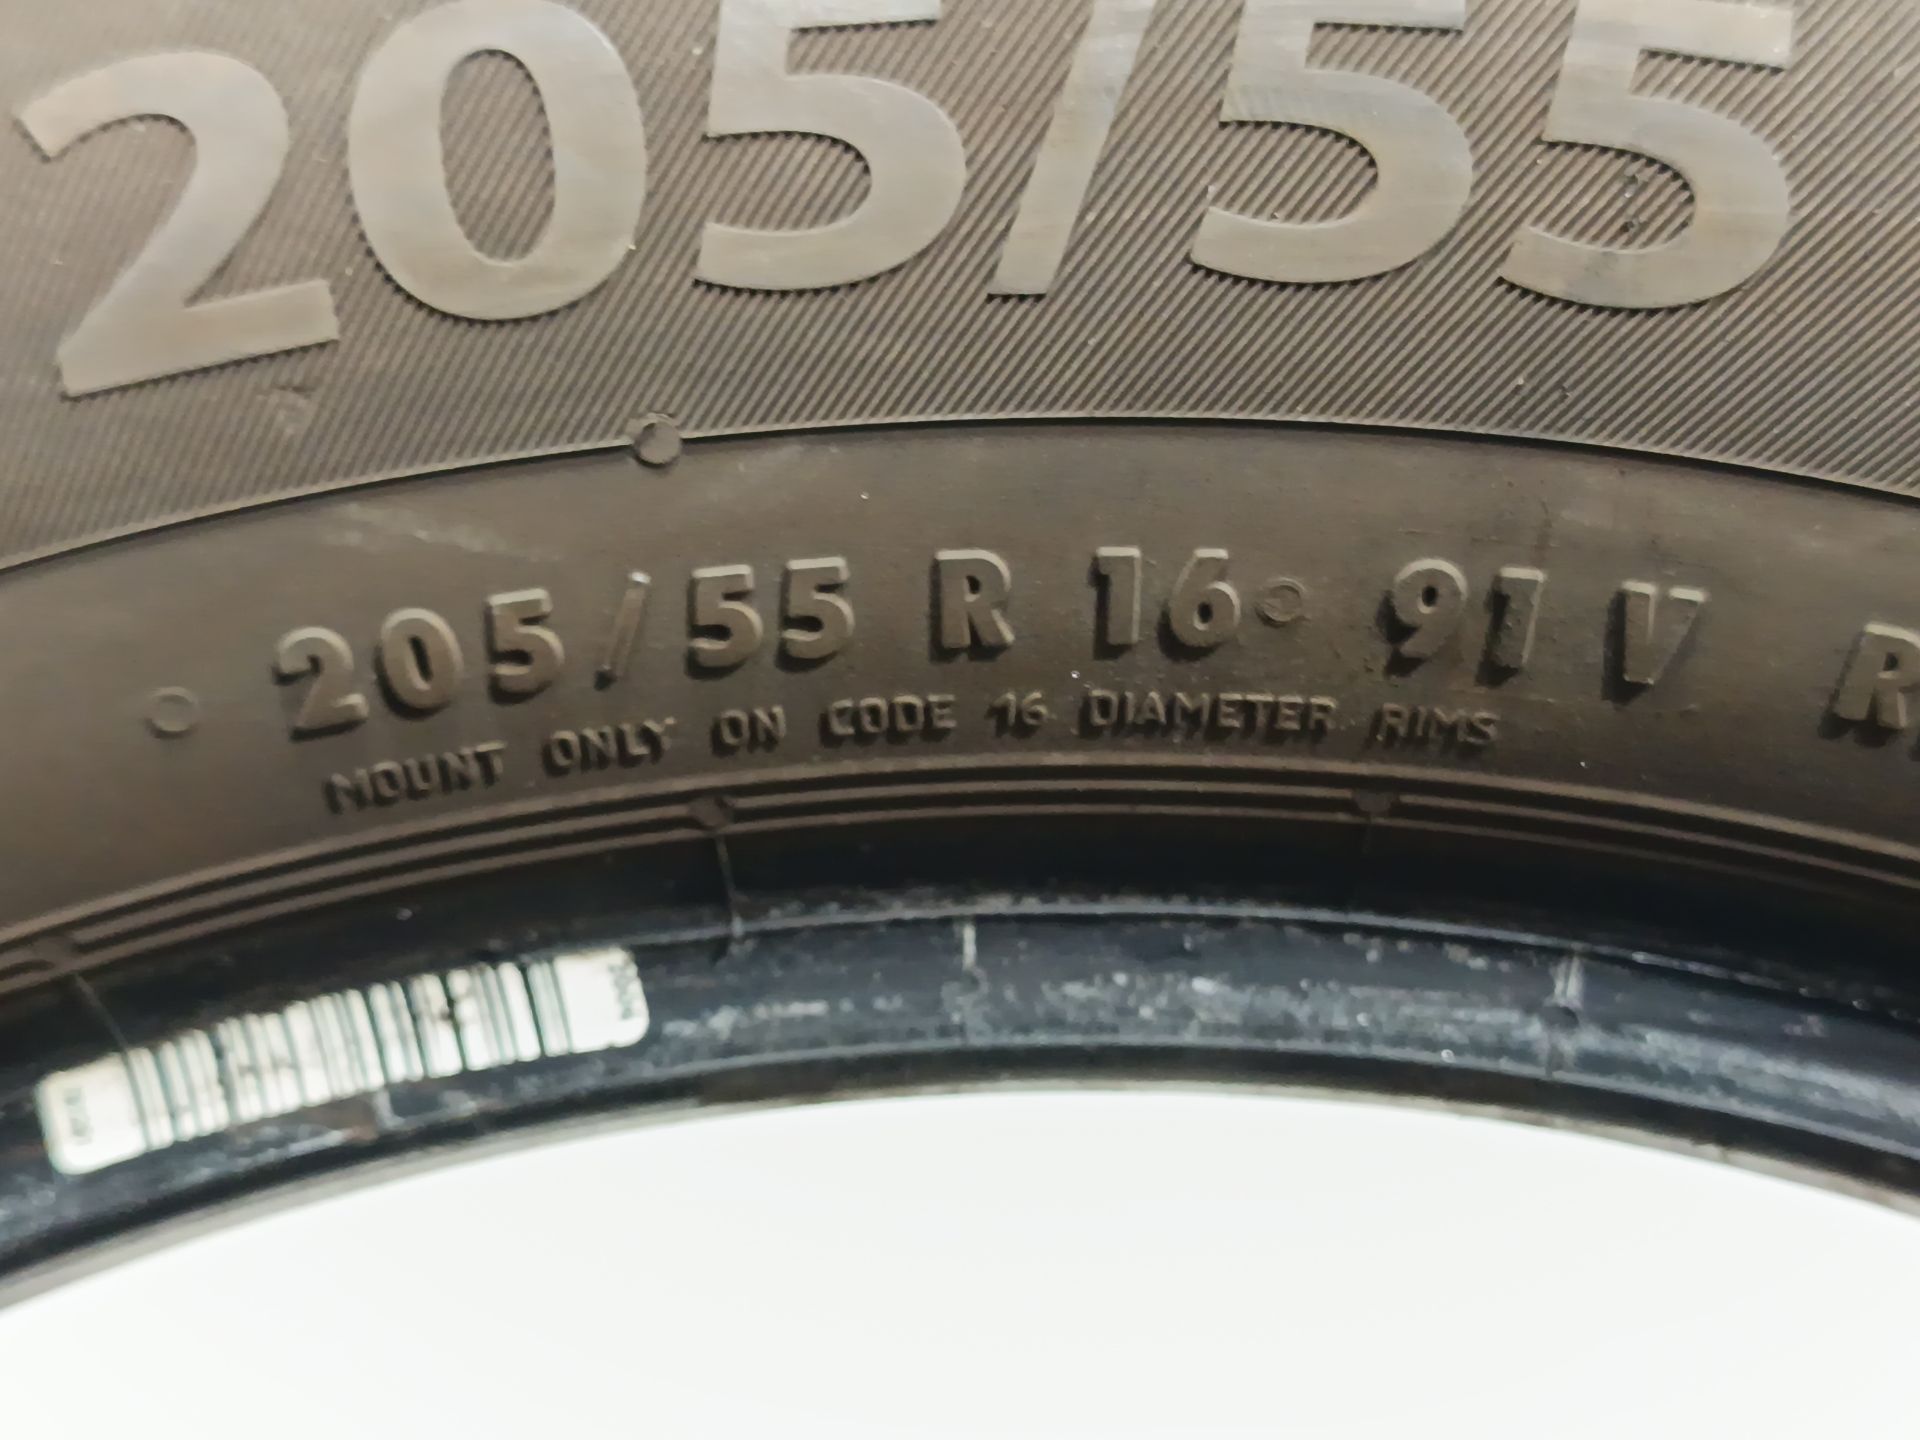 205/55
205/55 R 16 91 V R
MOUNT ONLY ON CODE 16 DIAMETER RIMS